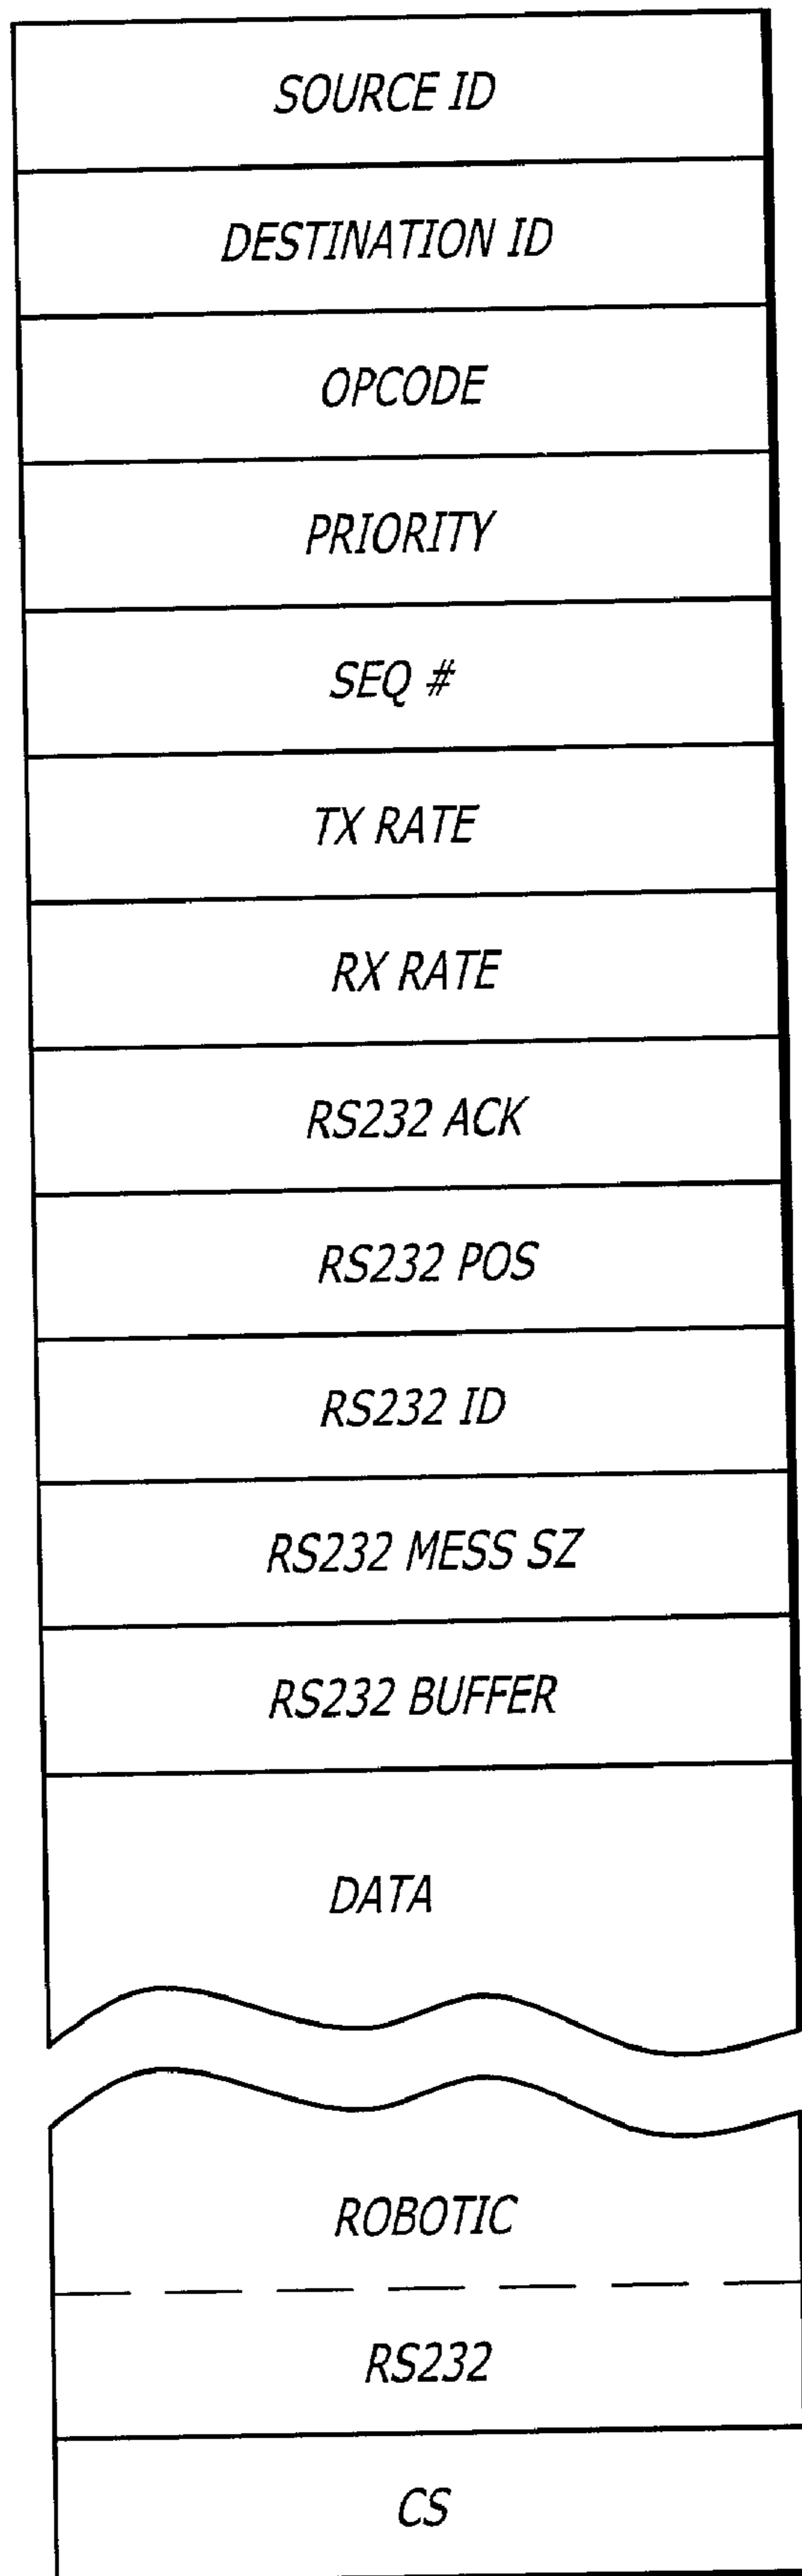 SOURCE ID
DESTINATION ID
OPCODE
PRIORITY
SEQ #
TX RATE
RX RATE
RS232 ACK
RS232 POS
RS232 ID
RS232 MESS SZ
RS232 BUFFER
DATA
ROBOTIC
RS232
CS